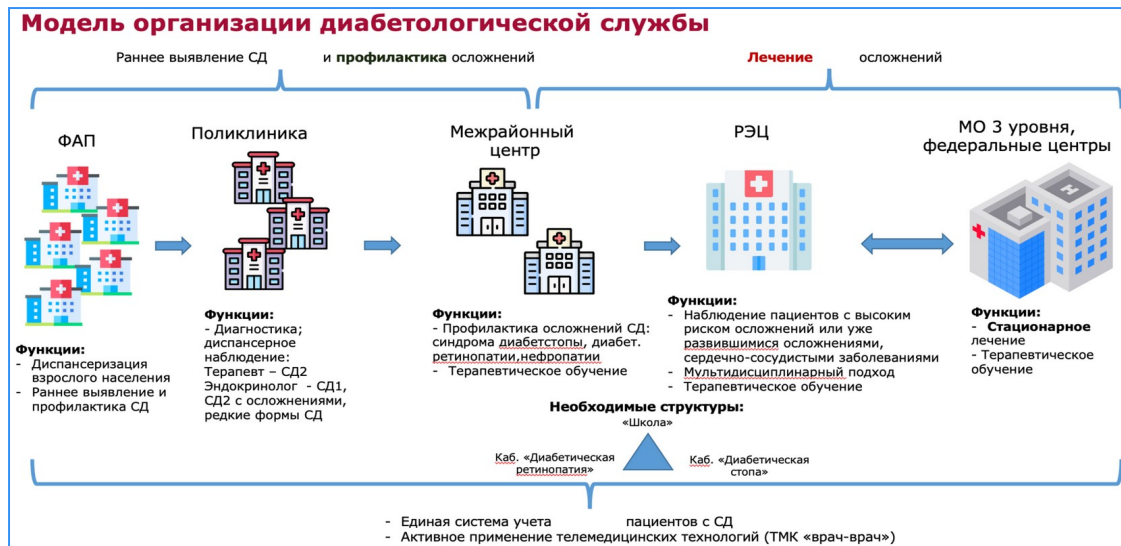 Модель организации диабетологической службы
Раннее выявление СД и профилактика осложнений
Лечение осложнений
ФАП
Функции:
- Диспансеризация
взрослого населения
- Раннее выявление и
профилактика СД
Поликлиника
Функции:
- Диагностика;
диспансерное
наблюдение:
Терапевт – СД2
Эндокринолог - СД1,
СД2 с осложнениями,
редкие формы СД
Межрайонный
центр
Функции:
- Профилактика осложнений СД:
синдрома диабетстопы, диабет.
ретинопатии,нефропатии
- Терапевтическое обучение
РЭЦ
Функции:
- Наблюдение пациентов с высоким
риском осложнений или уже
развившимися осложнениями,
сердечно-сосудистыми заболеваниями
- Мультидисциплинарный подход
- Терапевтическое обучение
МО 3 уровня,
федеральные центры
Функции:
- Стационарное
лечение
- Терапевтическое
обучение
Необходимые структуры:
«Школа»
Каб. «Диабетическая
ретинопатия»
Каб. «Диабетическая
стопа»
- Единая система учета пациентов с СД
- Активное применение телемедицинских технологий (ТМК «врач-врач»)